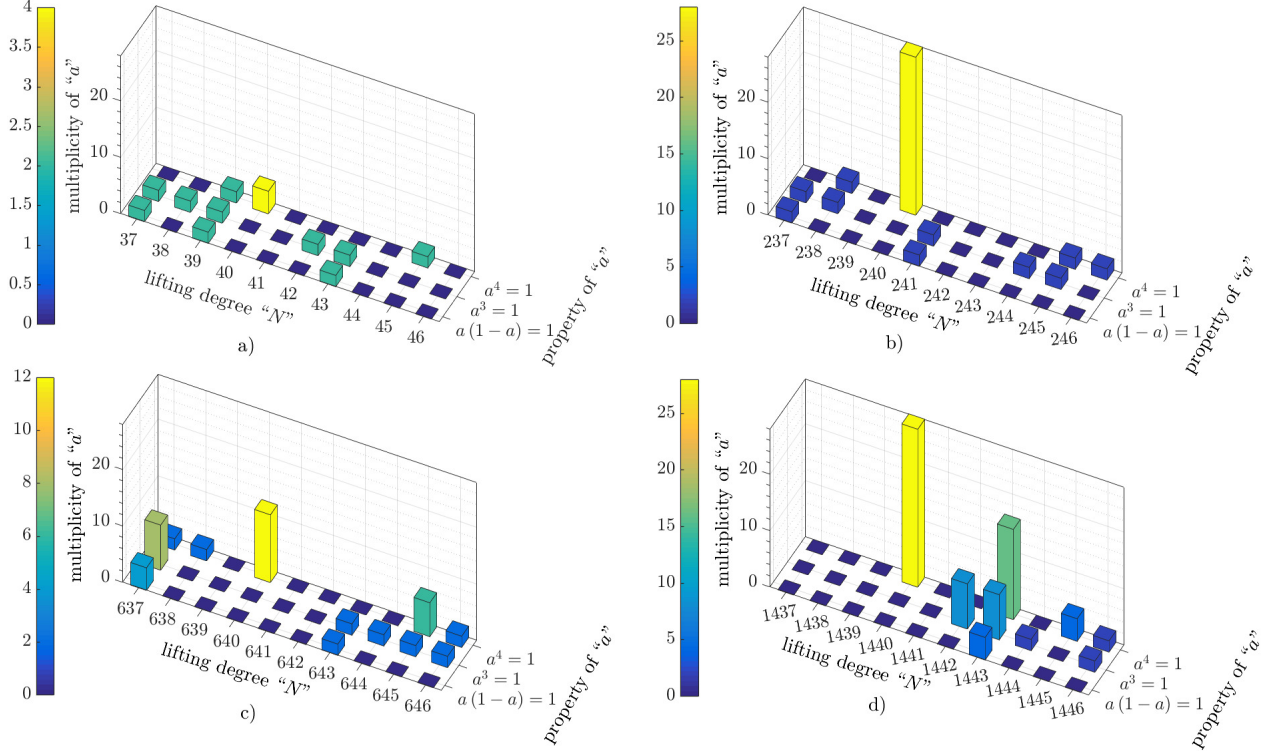 4
3.5
3
2.5
2
1.5
1
0.5
0
multiplicity of “a”
20
10
0
37
38
39
40
41
42
43
44
45
46
lifting degree “N”
a⁴ = 1
a³ = 1
a (1 − a) = 1
property of “a”
a)
25
20
15
10
5
0
multiplicity of “a”
20
10
0
237
238
239
240
241
242
243
244
245
246
lifting degree “N”
a⁴ = 1
a³ = 1
a (1 − a) = 1
property of “a”
b)
12
10
8
6
4
2
0
multiplicity of “a”
20
10
0
637
638
639
640
641
642
643
644
645
646
lifting degree “N”
a⁴ = 1
a³ = 1
a (1 − a) = 1
property of “a”
c)
25
20
15
10
5
0
multiplicity of “a”
20
10
0
1437
1438
1439
1440
1441
1442
1443
1444
1445
1446
lifting degree “N”
a⁴ = 1
a³ = 1
a (1 − a) = 1
property of “a”
d)